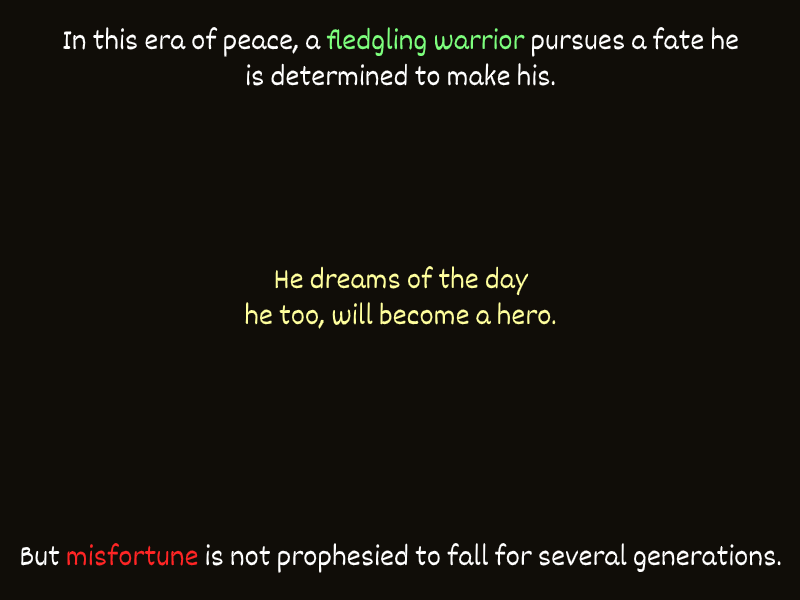 In this era of peace, a fledgling warrior pursues a fate he
is determined to make his.
He dreams of the day
he too, will become a hero.
But misfortune is not prophesied to fall for several generations.